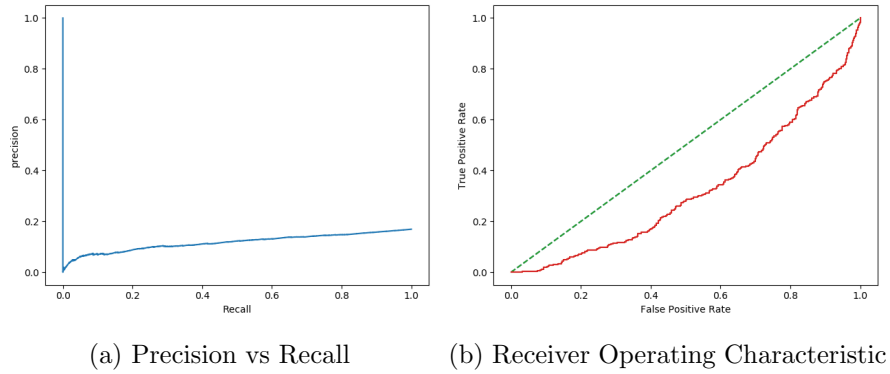 1.0
0.8
0.6
0.4
0.2
0.0
precision
0.0 0.2 0.4 0.6 0.8 1.0
Recall
(a) Precision vs Recall
1.0
0.8
0.6
0.4
0.2
0.0
True Positive Rate
0.0 0.2 0.4 0.6 0.8 1.0
False Positive Rate
(b) Receiver Operating Characteristic